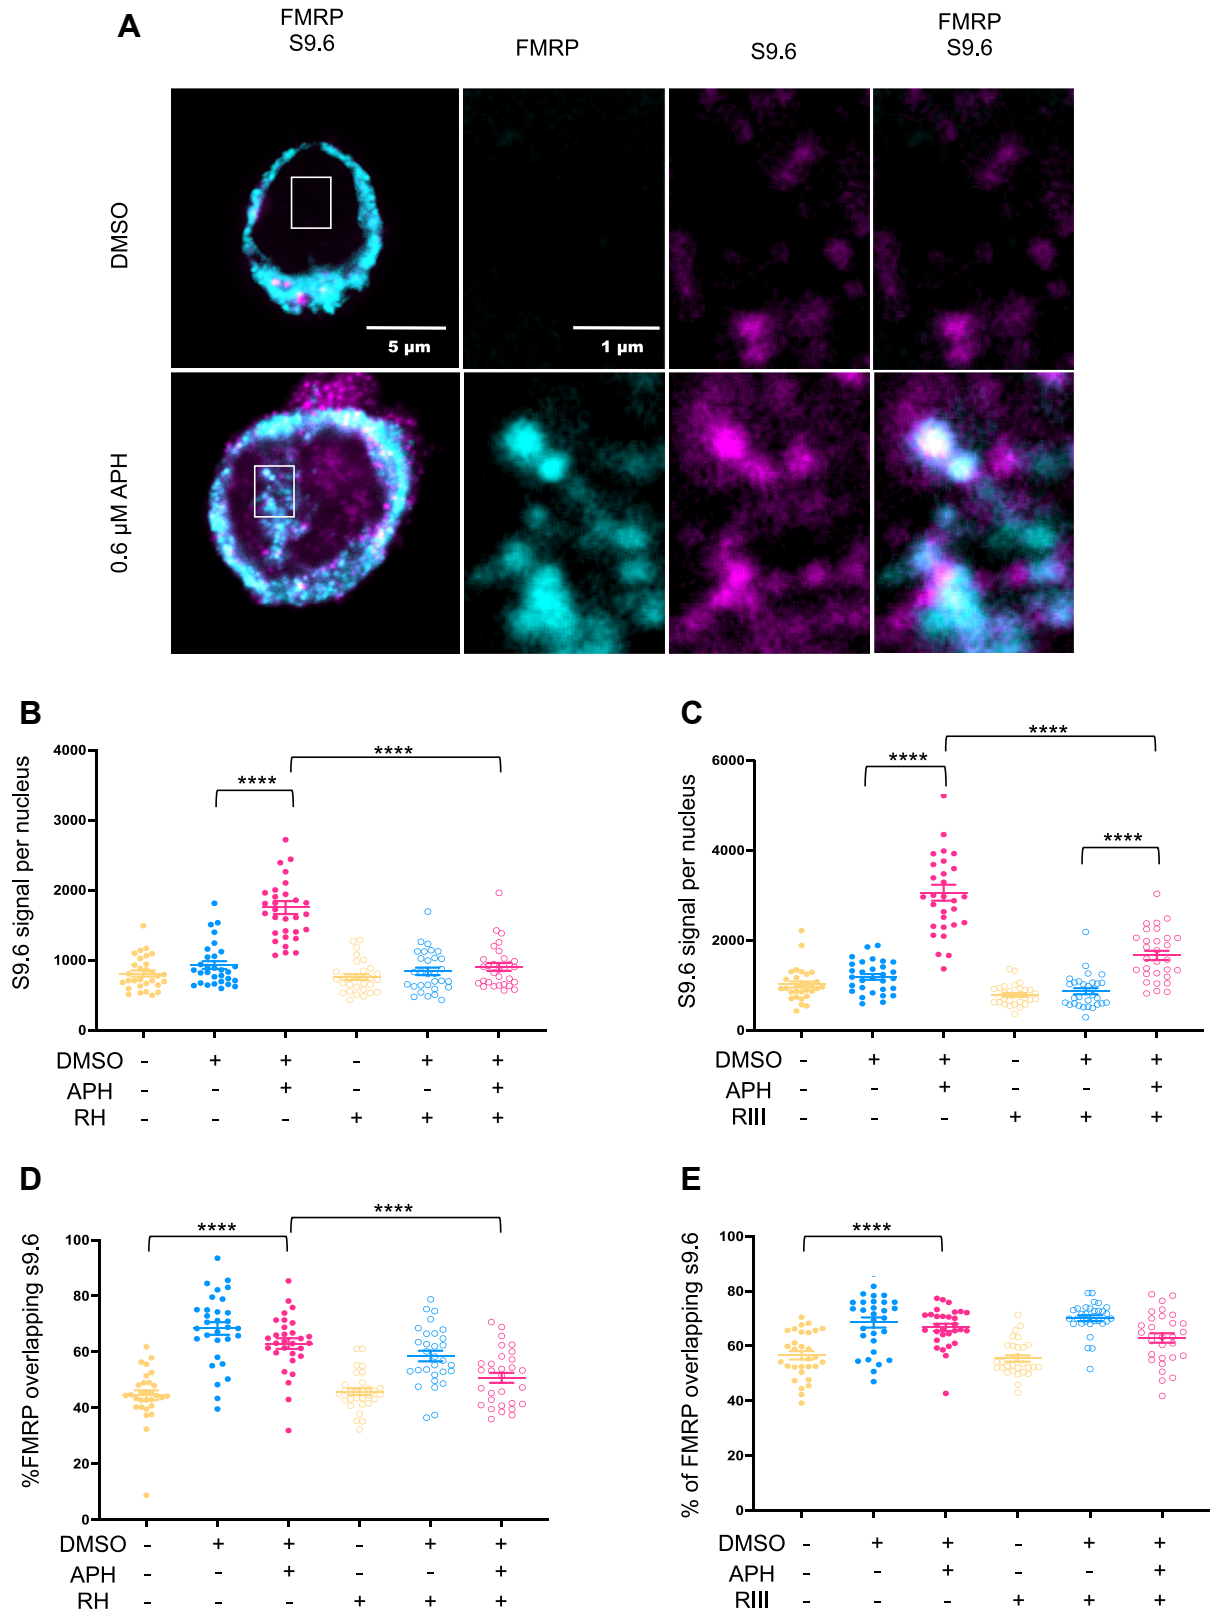 A
FMRP
S9.6
FMRP
S9.6
FMRP
S9.6
DMSO
5 µm
1 µm
0.6 µM APH
B
S9.6 signal per nucleus
4000
3000
2000
1000
0
****
****
DMSO - + + - + +
APH - - + - - +
RH - - - + + +
C
S9.6 signal per nucleus
6000
4000
2000
0
****
****
****
DMSO - + + - + +
APH - - + - - +
RIII - - - + + +
D
%FMRP overlapping s9.6
100
80
60
40
20
0
****
****
DMSO - + + - + +
APH - - + - - +
RH - - - + + +
E
% of FMRP overlapping s9.6
100
80
60
40
20
0
****
DMSO - + + - + +
APH - - + - - +
RIII - - - + + +